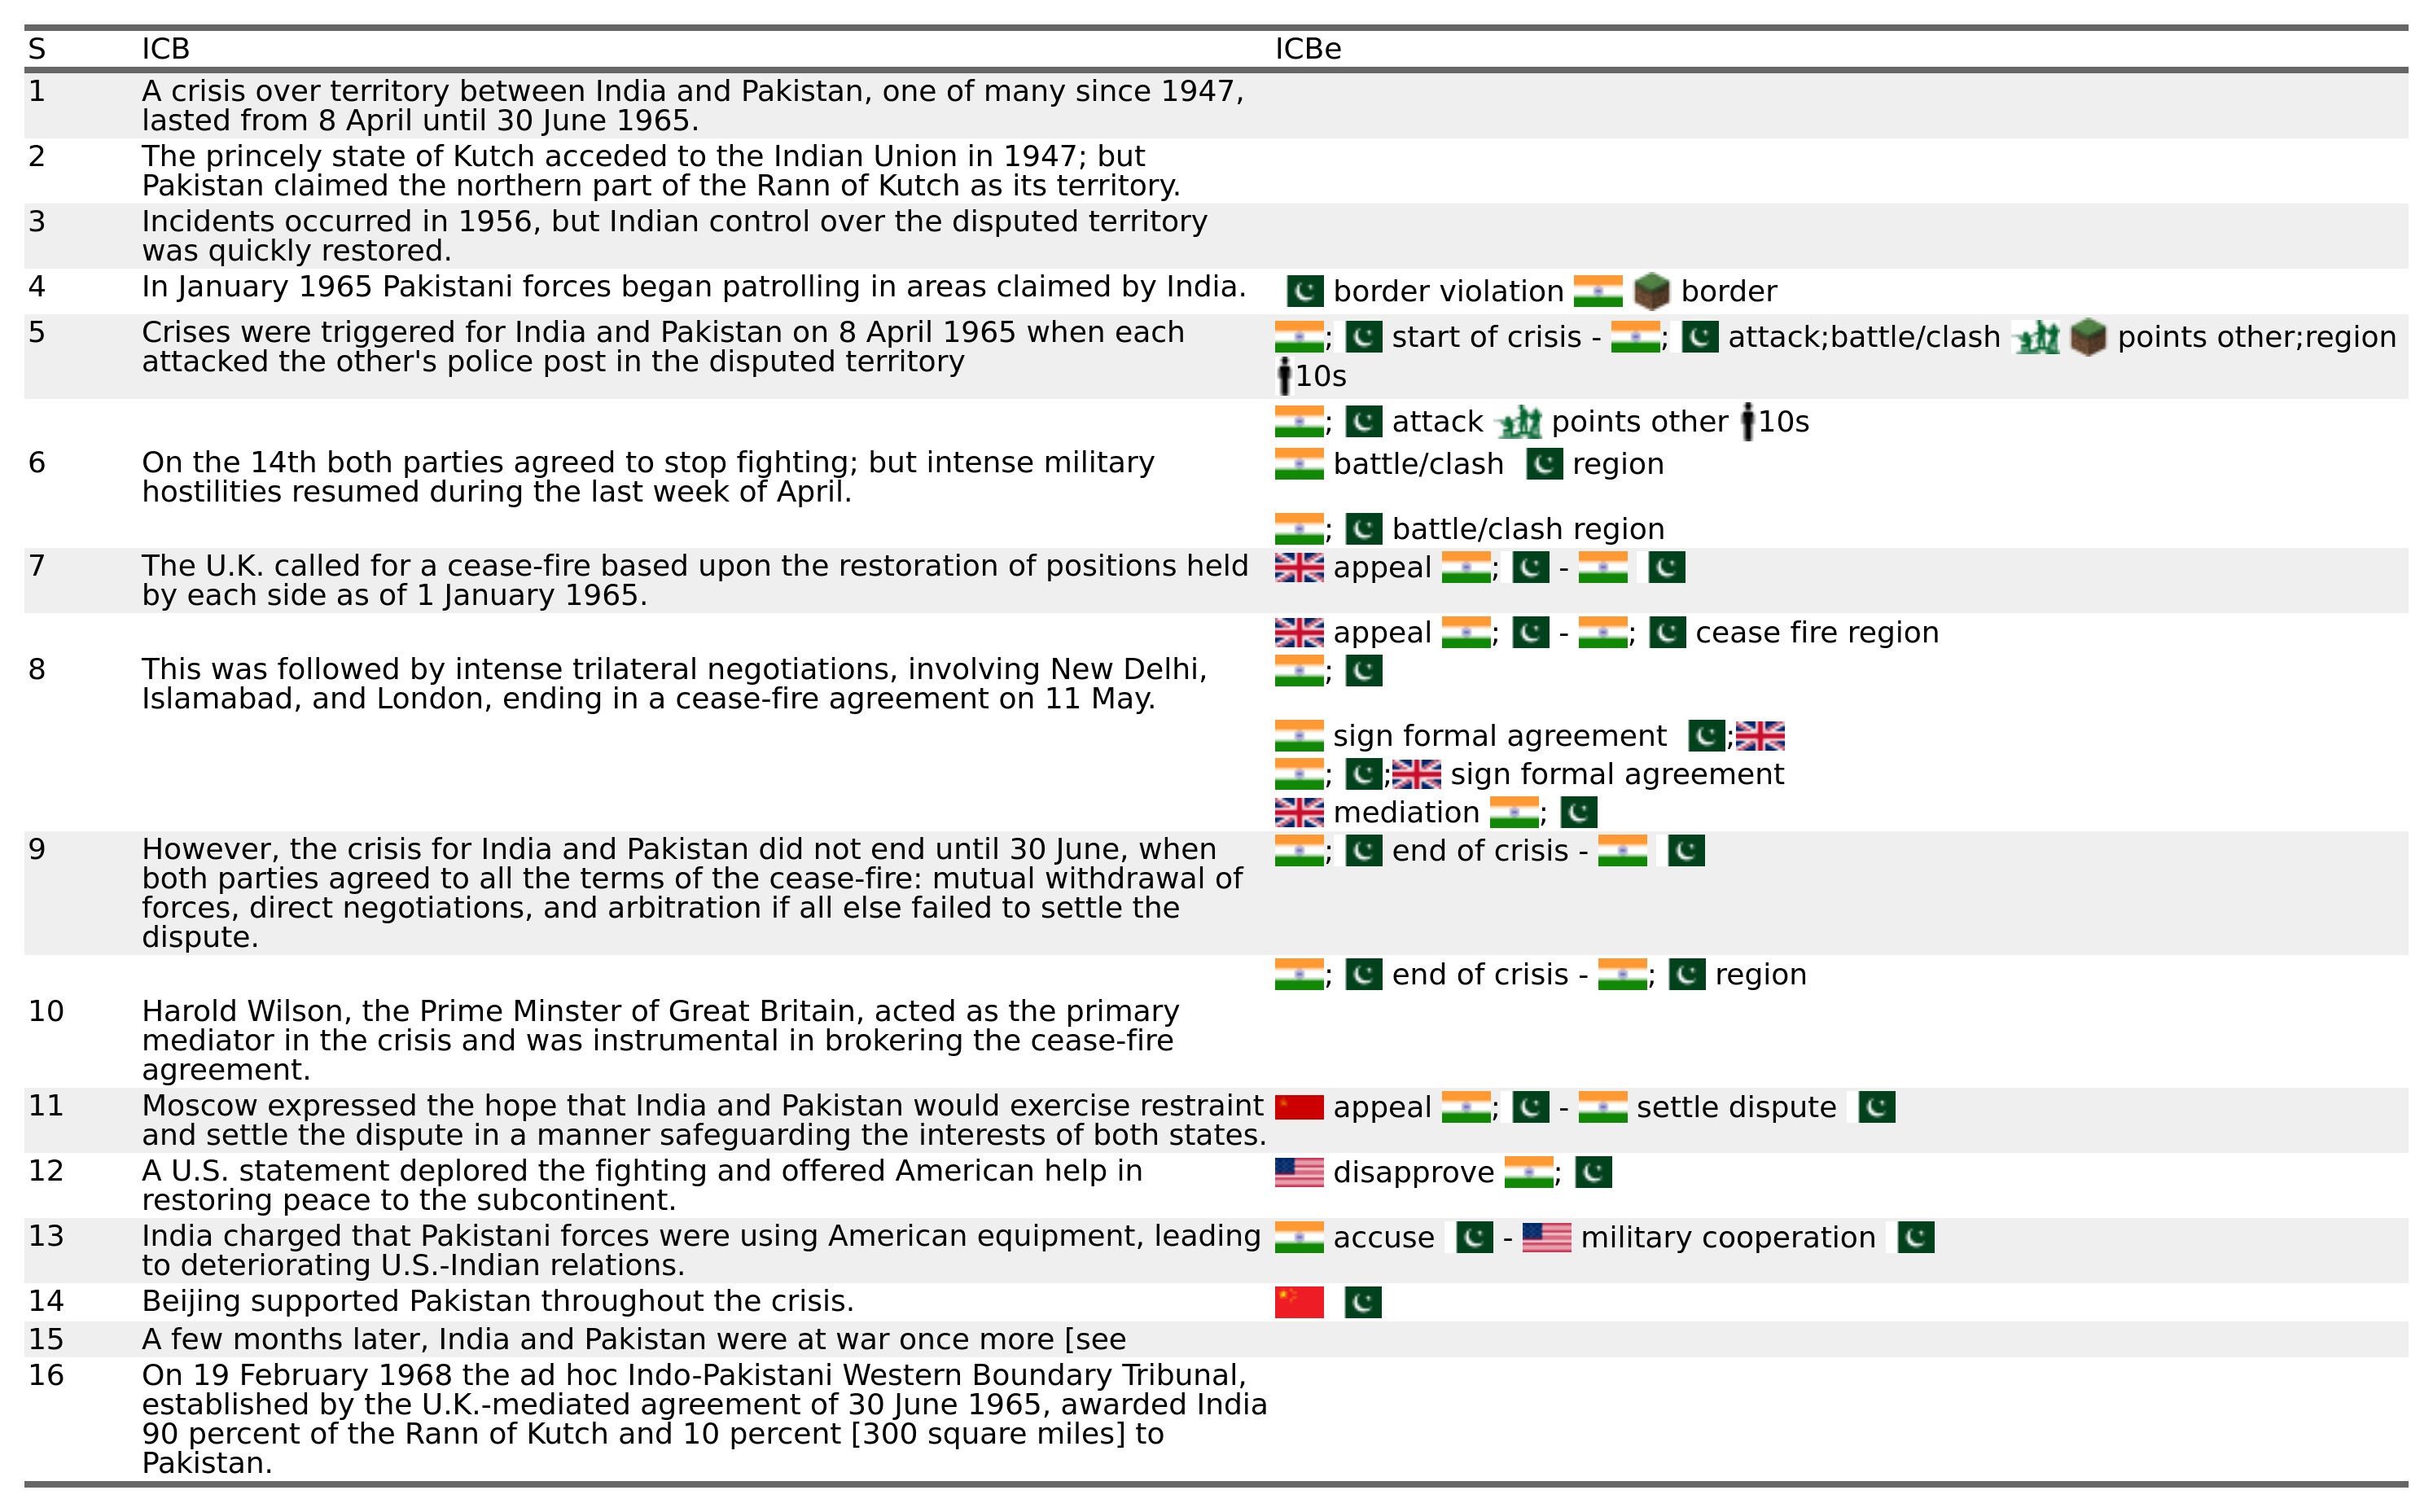 S ICB ICBe
1 A crisis over territory between India and Pakistan, one of many since 1947,
lasted from 8 April until 30 June 1965.
2 The princely state of Kutch acceded to the Indian Union in 1947; but
Pakistan claimed the northern part of the Rann of Kutch as its territory.
3 Incidents occurred in 1956, but Indian control over the disputed territory
was quickly restored.
4 In January 1965 Pakistani forces began patrolling in areas claimed by India. border violation border
5 Crises were triggered for India and Pakistan on 8 April 1965 when each ; start of crisis - ; attack;battle/clash points other;region
attacked the other's police post in the disputed territory
10s
; attack points other 10s
6 On the 14th both parties agreed to stop fighting; but intense military battle/clash region
hostilities resumed during the last week of April.
; battle/clash region
7 The U.K. called for a cease-fire based upon the restoration of positions held appeal ; -
by each side as of 1 January 1965.
appeal ; - ; cease fire region
8 This was followed by intense trilateral negotiations, involving New Delhi, ;
Islamabad, and London, ending in a cease-fire agreement on 11 May.
sign formal agreement ;
; ; sign formal agreement
mediation ;
9 However, the crisis for India and Pakistan did not end until 30 June, when ; end of crisis -
both parties agreed to all the terms of the cease-fire: mutual withdrawal of
forces, direct negotiations, and arbitration if all else failed to settle the
dispute.
; end of crisis - ; region
10 Harold Wilson, the Prime Minster of Great Britain, acted as the primary
mediator in the crisis and was instrumental in brokering the cease-fire
agreement.
11 Moscow expressed the hope that India and Pakistan would exercise restraint appeal ; - settle dispute
and settle the dispute in a manner safeguarding the interests of both states.
12 A U.S. statement deplored the fighting and offered American help in disapprove ;
restoring peace to the subcontinent.
13 India charged that Pakistani forces were using American equipment, leading accuse - military cooperation
to deteriorating U.S.-Indian relations.
14 Beijing supported Pakistan throughout the crisis.
15 A few months later, India and Pakistan were at war once more [see
16 On 19 February 1968 the ad hoc Indo-Pakistani Western Boundary Tribunal,
established by the U.K.-mediated agreement of 30 June 1965, awarded India
90 percent of the Rann of Kutch and 10 percent [300 square miles] to
Pakistan.